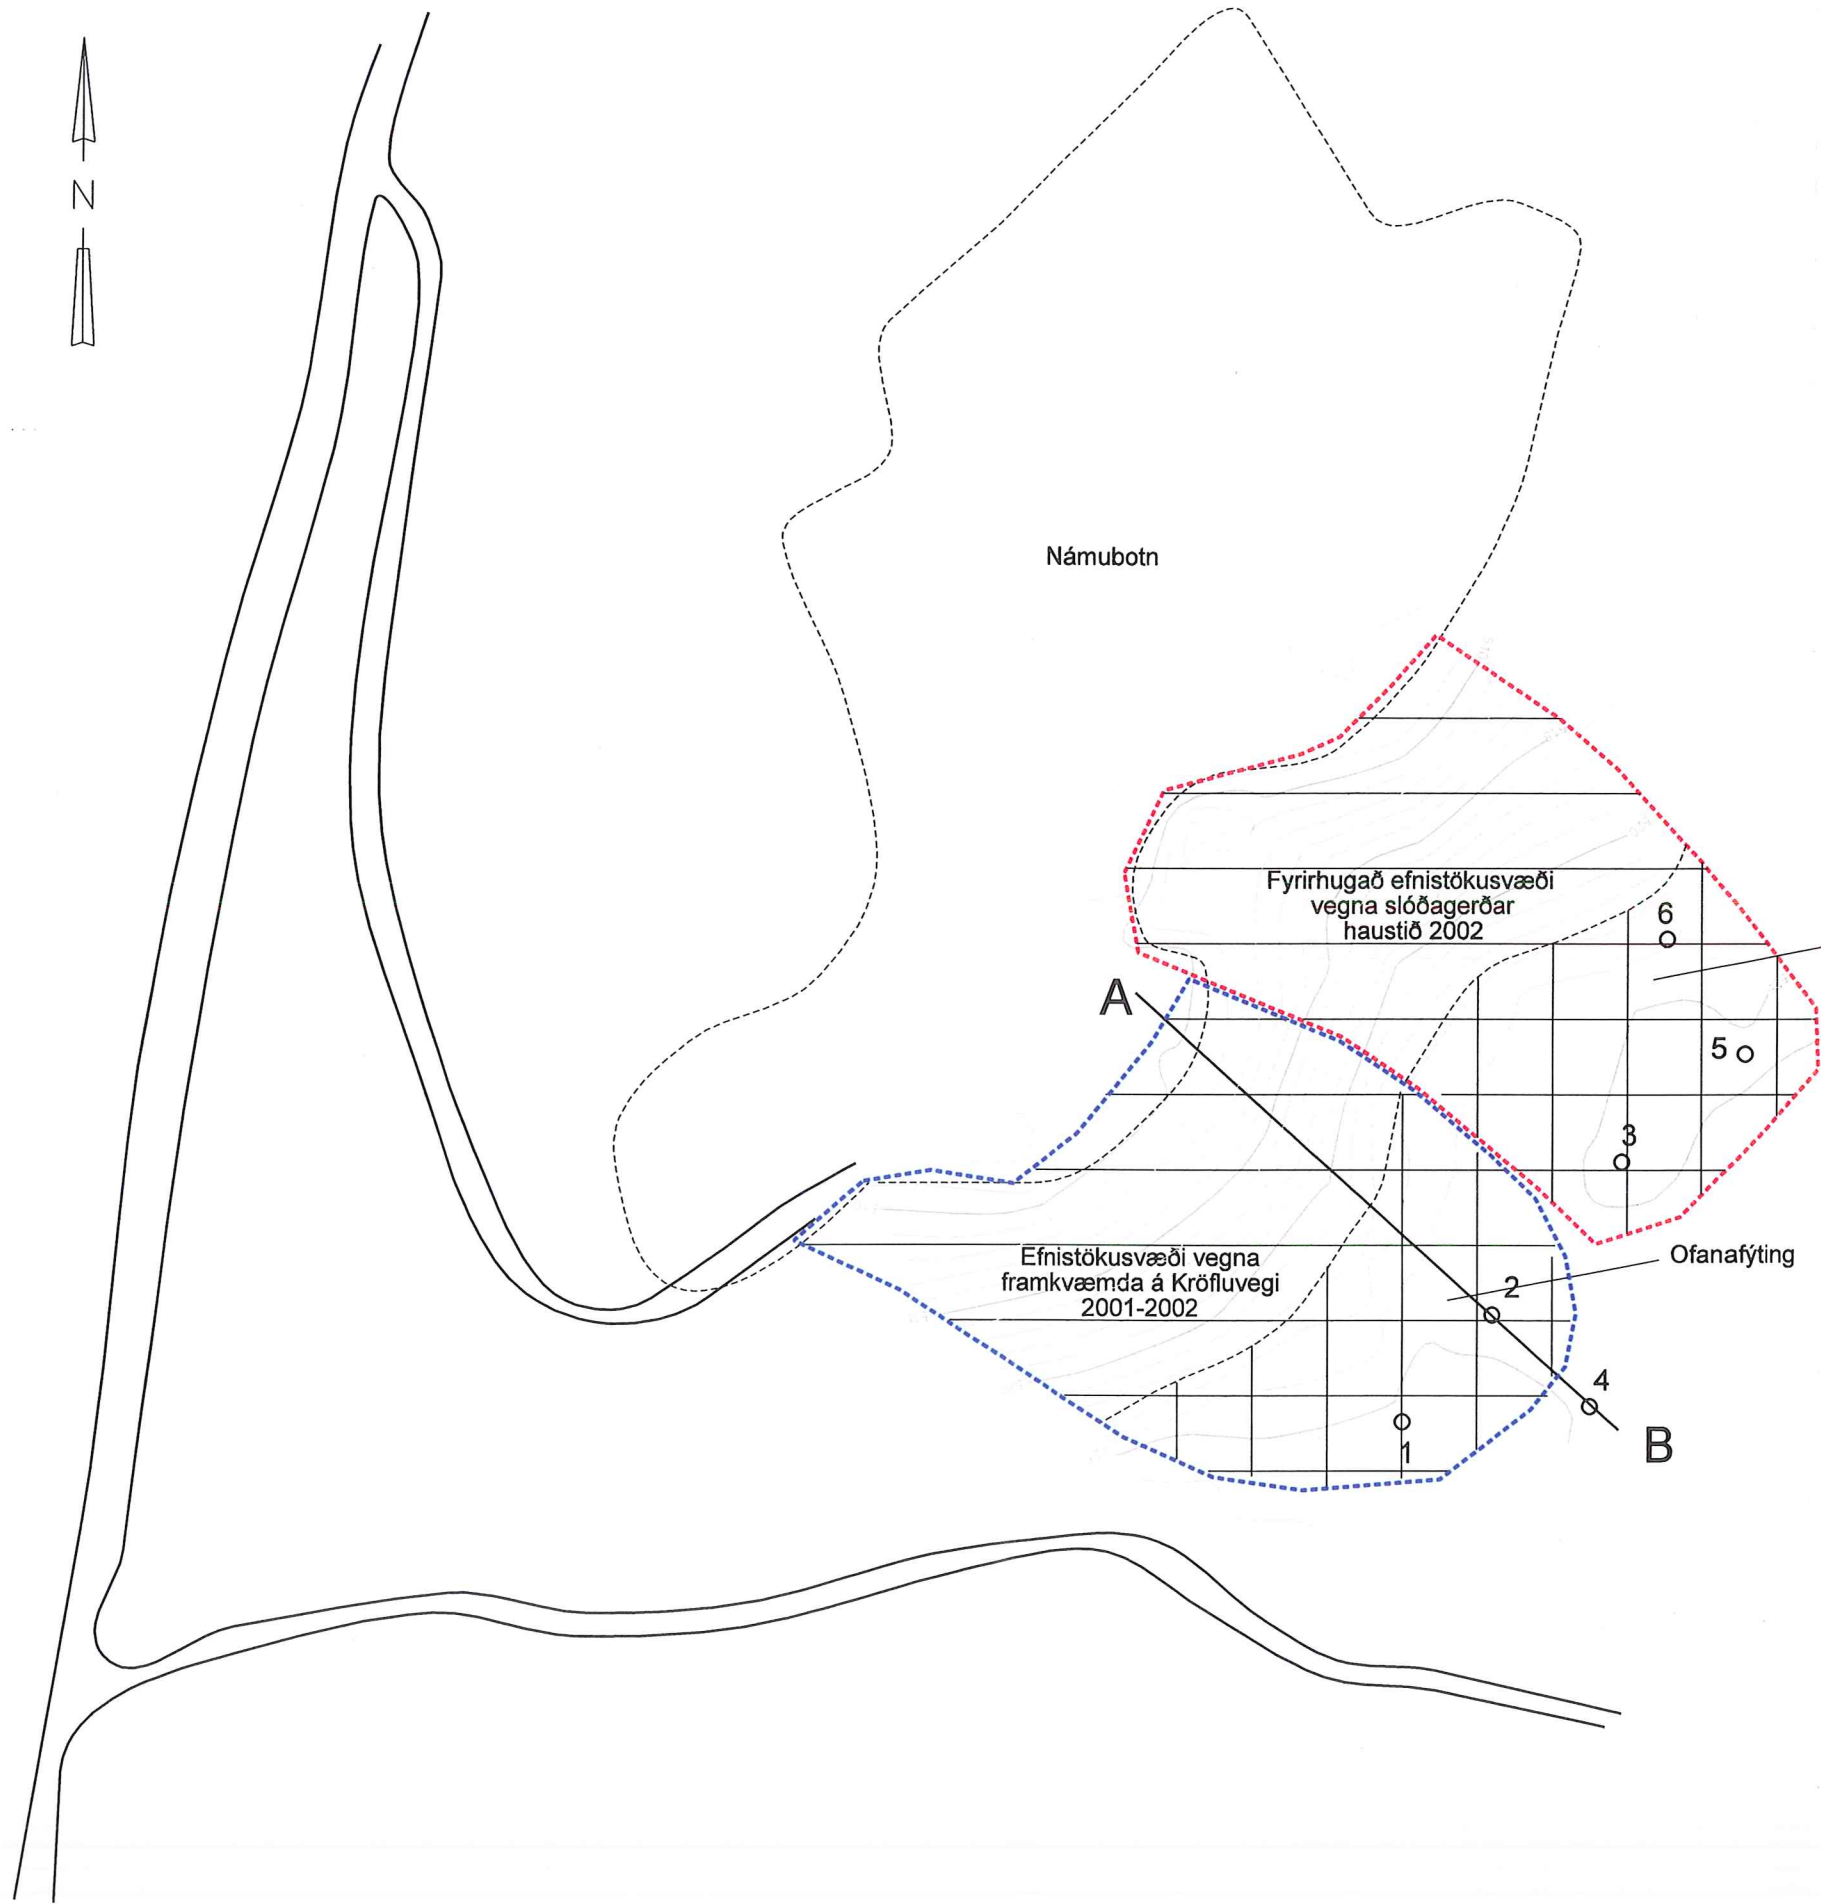 N
Námubotn
Fyrirhugað efnistökusvæði
vegna slóðagerðar
haustið 2002
6
A
5
3
Ofanafýting
Efnistökusvæði vegna
framkvæmda á Kröfluvegi
2001-2002
2
4
1
B